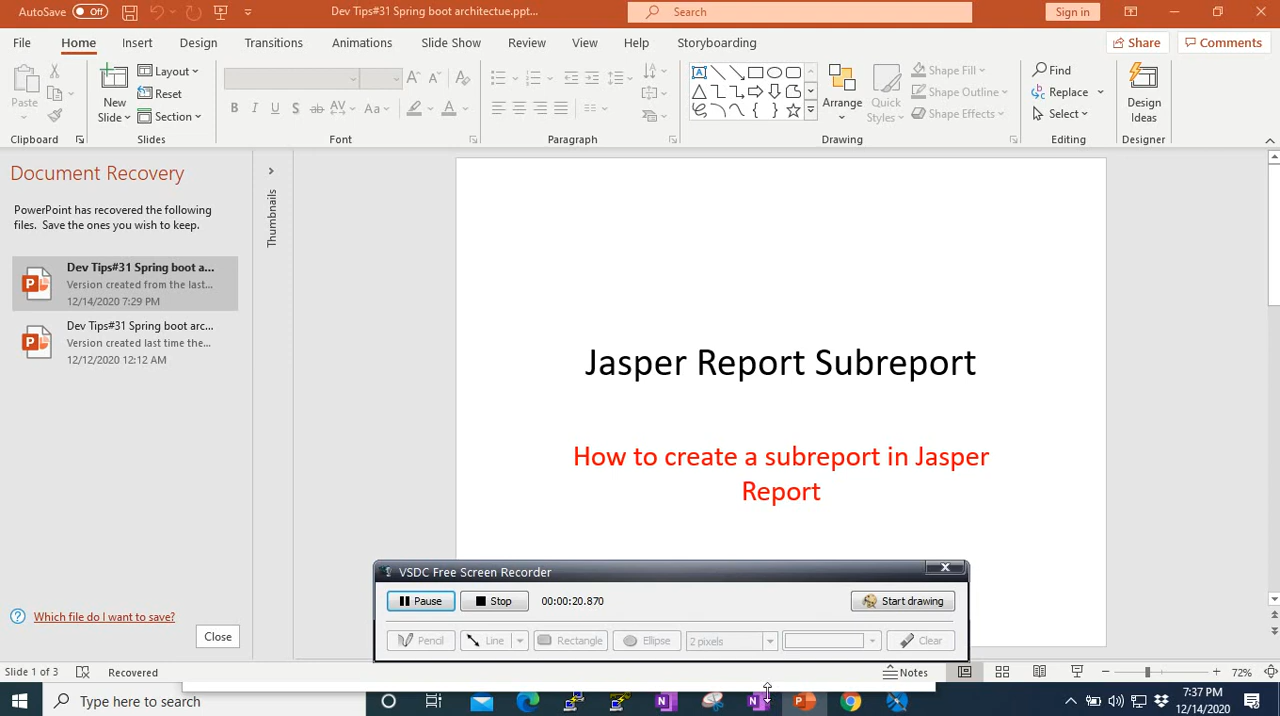 AutoSave Off Dev Tips#31 Spring boot architectue.ppt... Search Sign in
File Home Insert Design Transitions Animations Slide Show Review View Help Storyboarding Share Comments
Paste
New Slide
Layout
Reset
Section
B I U S ab AV Aa A
Arrange
Quick Styles
Shape Fill
Shape Outline
Shape Effects
Find
Replace
Select
Design Ideas
Clipboard Slides Font Paragraph Drawing Editing Designer
Document Recovery
PowerPoint has recovered the following
files. Save the ones you wish to keep.
Dev Tips#31 Spring boot a...
Version created from the last...
12/14/2020 7:29 PM
Dev Tips#31 Spring boot arc...
Version created last time the...
12/12/2020 12:12 AM
Which file do I want to save?
Close
Thumbnails
Jasper Report Subreport
How to create a subreport in Jasper
Report
VSDC Free Screen Recorder
Pause Stop 00:00:20.870 Start drawing
Pencil Line Rectangle Ellipse 2 pixels Clear
Slide 1 of 3 Recovered Notes 72%
Type here to search
7:37 PM
12/14/2020